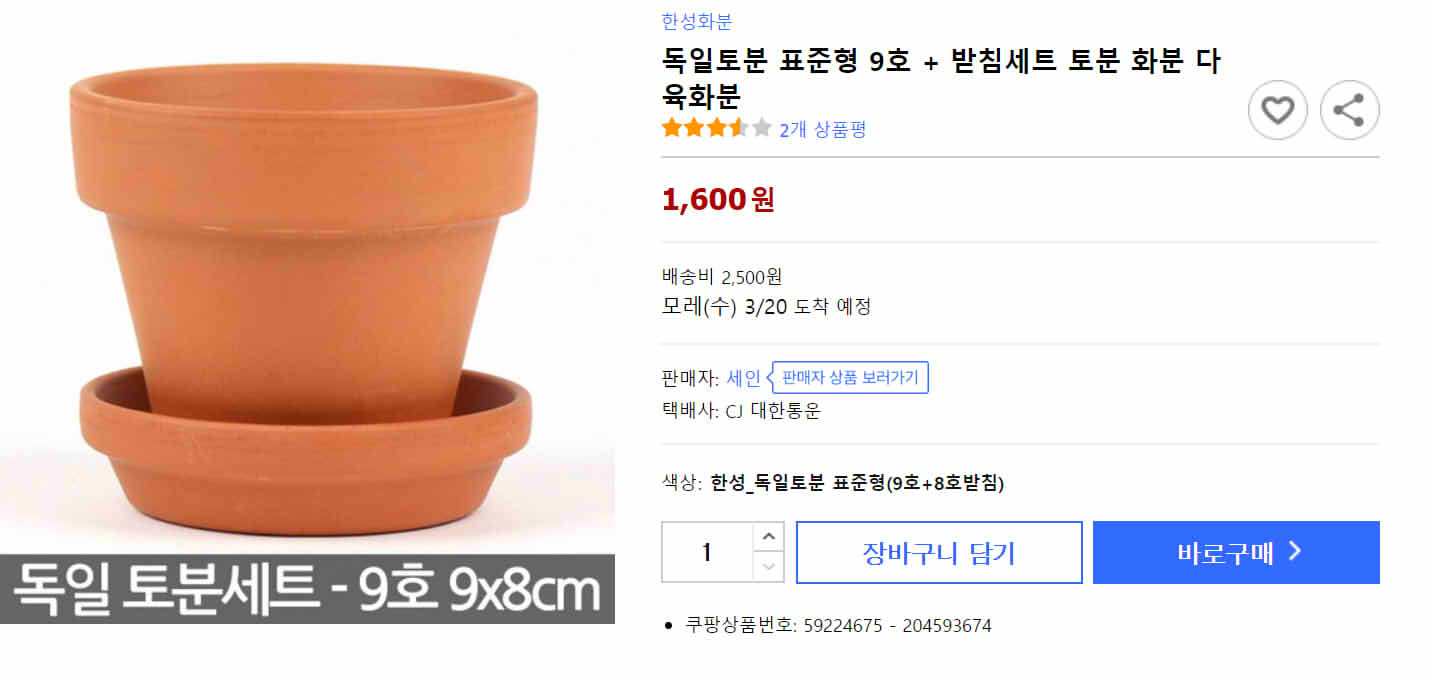 한성화분
독일토분 표준형 9호 + 받침세트 토분 화분 다
육화분
2개 상품평
1,600원
배송비 2,500원
모레(수) 3/20 도착 예정
판매자: 세인 판매자 상품 보러가기
택배사: CJ 대한통운
색상: 한성_독일토분 표준형(9호+8호받침)
1 장바구니 담기 바로구매
독일 토분세트 - 9호 9x8cm
쿠팡상품번호: 59224675 - 204593674